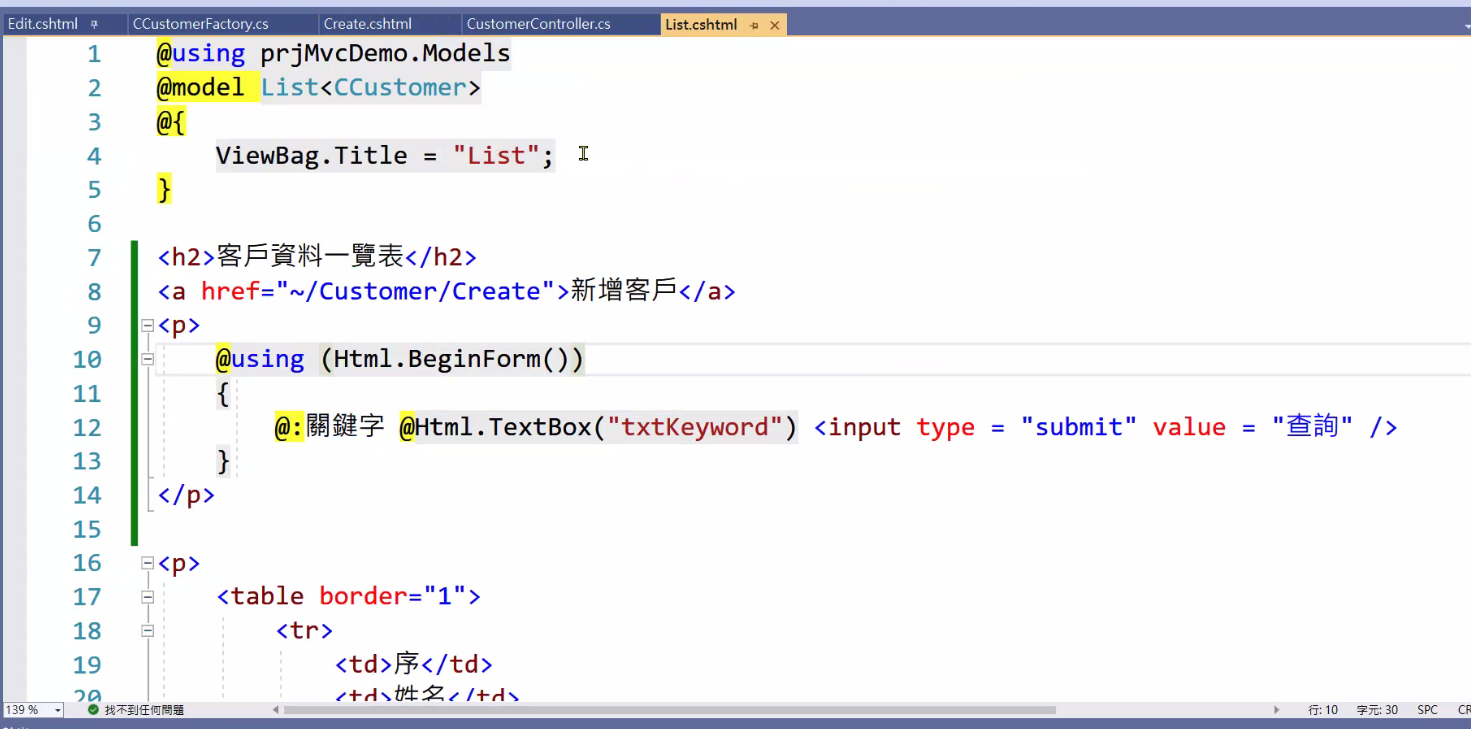 Edit.cshtml CCustomerFactory.cs Create.cshtml CustomerController.cs List.cshtml
1 @using prjMvcDemo.Models
2 @model List<CCustomer>
3 @{
4 ViewBag.Title = "List";
5 }
6
7 <h2>客戶資料一覽表</h2>
8 <a href="~/Customer/Create">新增客戶</a>
9 <p>
10 @using (Html.BeginForm())
11 {
12 @:關鍵字 @Html.TextBox("txtKeyword") <input type = "submit" value = "查詢" />
13 }
14 </p>
15
16 <p>
17 <table border="1">
18 <tr>
19 <td>序</td>
20 <td>姓名</td>
139 % 找不到任何問題 行: 10 字元: 30 SPC